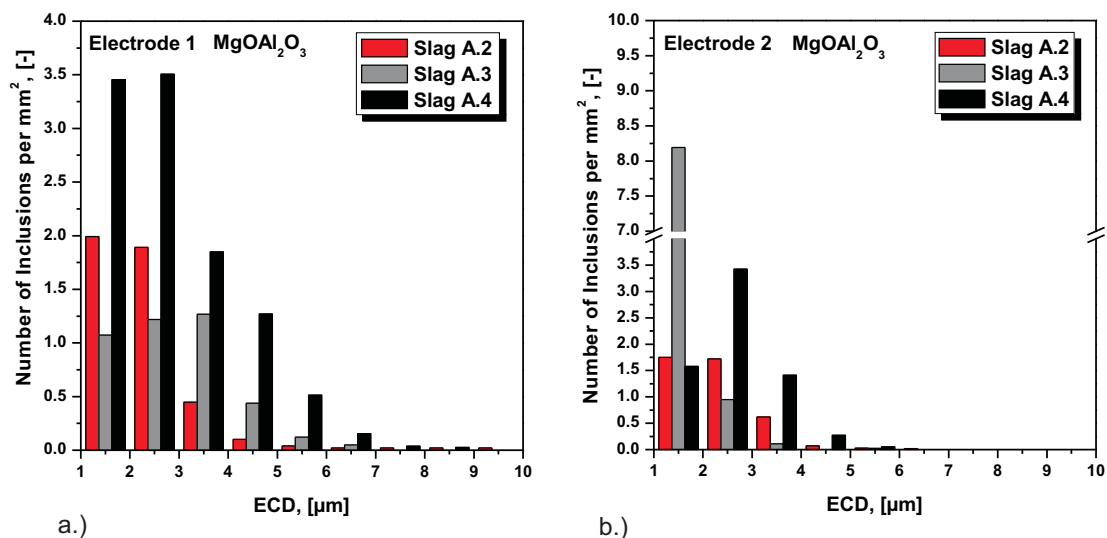 Electrode 1 MgOAl₂O₃
Slag A.2
Slag A.3
Slag A.4
Number of Inclusions per mm², [-]
4.0
3.5
3.0
2.5
2.0
1.5
1.0
0.5
0.0
1 2 3 4 5 6 7 8 9 10
ECD, [µm]
a.)
Electrode 2 MgOAl₂O₃
Slag A.2
Slag A.3
Slag A.4
Number of Inclusions per mm², [-]
10.0
9.5
9.0
8.5
8.0
7.5
7.0
3.5
3.0
2.5
2.0
1.5
1.0
0.5
0.0
1 2 3 4 5 6 7 8 9 10
ECD, [µm]
b.)